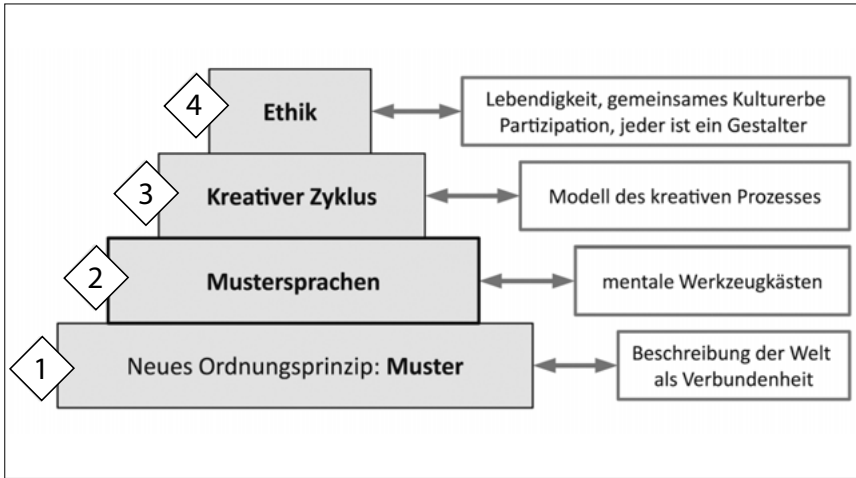 4
Ethik
Lebendigkeit, gemeinsames Kulturerbe
Partizipation, jeder ist ein Gestalter
3
Kreativer Zyklus
Modell des kreativen Prozesses
2
Mustersprachen
mentale Werkzeugkästen
1
Neues Ordnungsprinzip: Muster
Beschreibung der Welt
als Verbundenheit